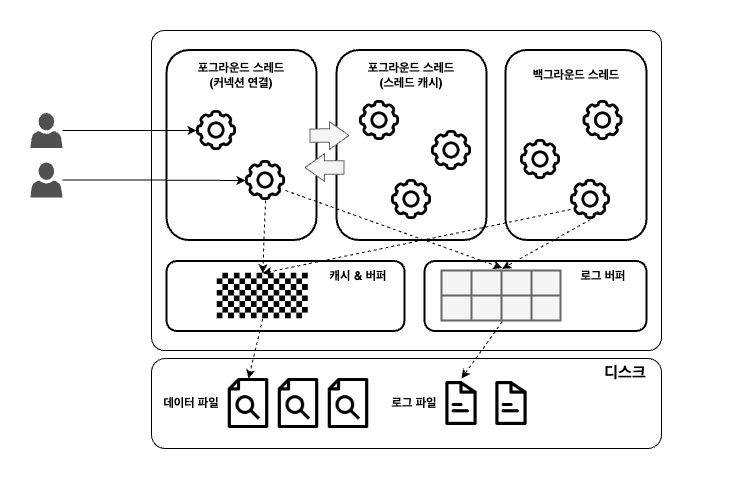 포그라운드 스레드
(커넥션 연결)
포그라운드 스레드
(스레드 캐시)
백그라운드 스레드
캐시 & 버퍼
로그 버퍼
디스크
데이터 파일
로그 파일